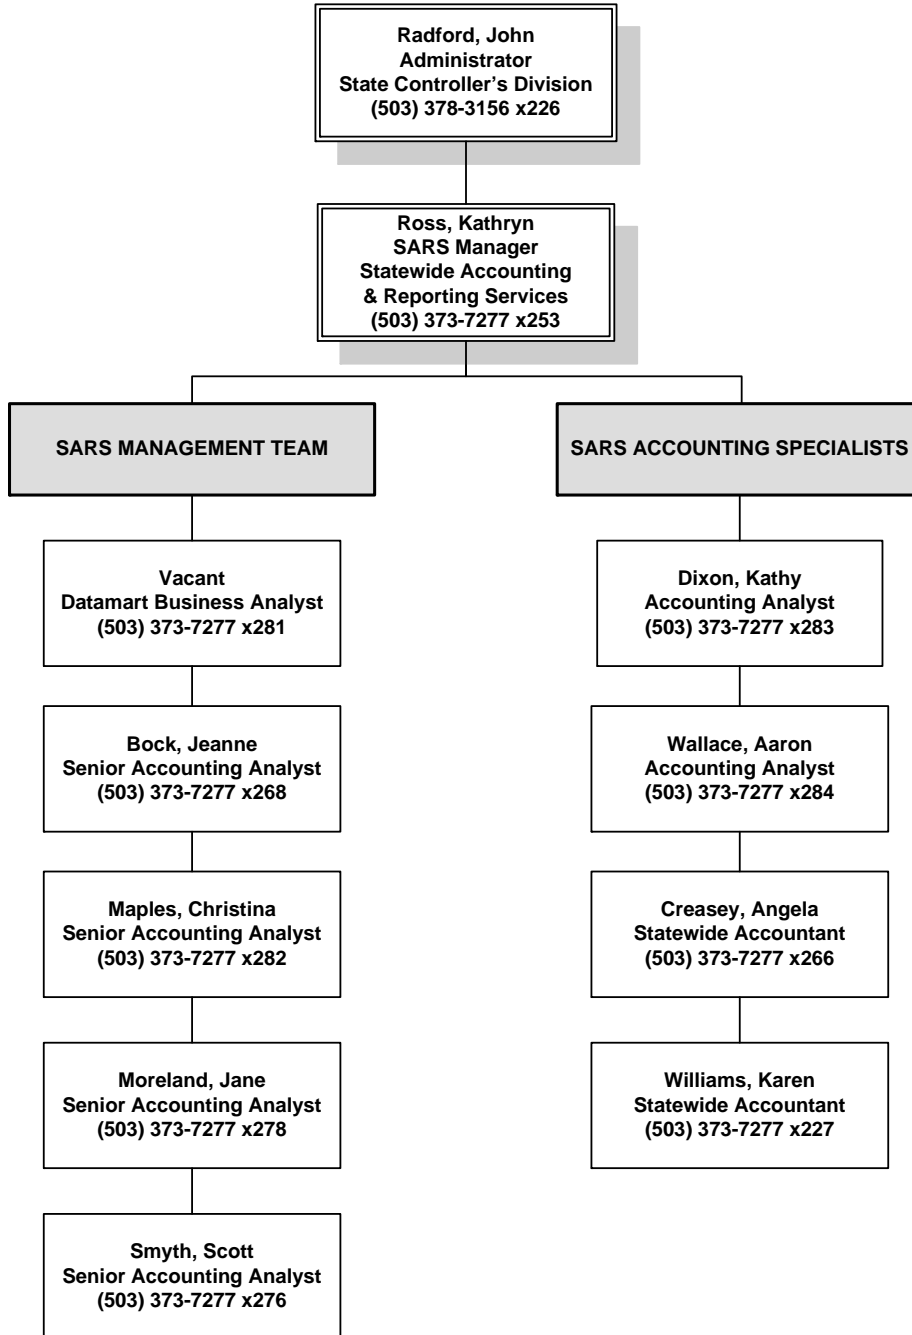 Radford, John
Administrator
State Controller’s Division
(503) 378-3156 x226
Ross, Kathryn
SARS Manager
Statewide Accounting
& Reporting Services
(503) 373-7277 x253
SARS MANAGEMENT TEAM
Vacant
Datamart Business Analyst
(503) 373-7277 x281
Bock, Jeanne
Senior Accounting Analyst
(503) 373-7277 x268
Maples, Christina
Senior Accounting Analyst
(503) 373-7277 x282
Moreland, Jane
Senior Accounting Analyst
(503) 373-7277 x278
Smyth, Scott
Senior Accounting Analyst
(503) 373-7277 x276
SARS ACCOUNTING SPECIALISTS
Dixon, Kathy
Accounting Analyst
(503) 373-7277 x283
Wallace, Aaron
Accounting Analyst
(503) 373-7277 x284
Creasey, Angela
Statewide Accountant
(503) 373-7277 x266
Williams, Karen
Statewide Accountant
(503) 373-7277 x227